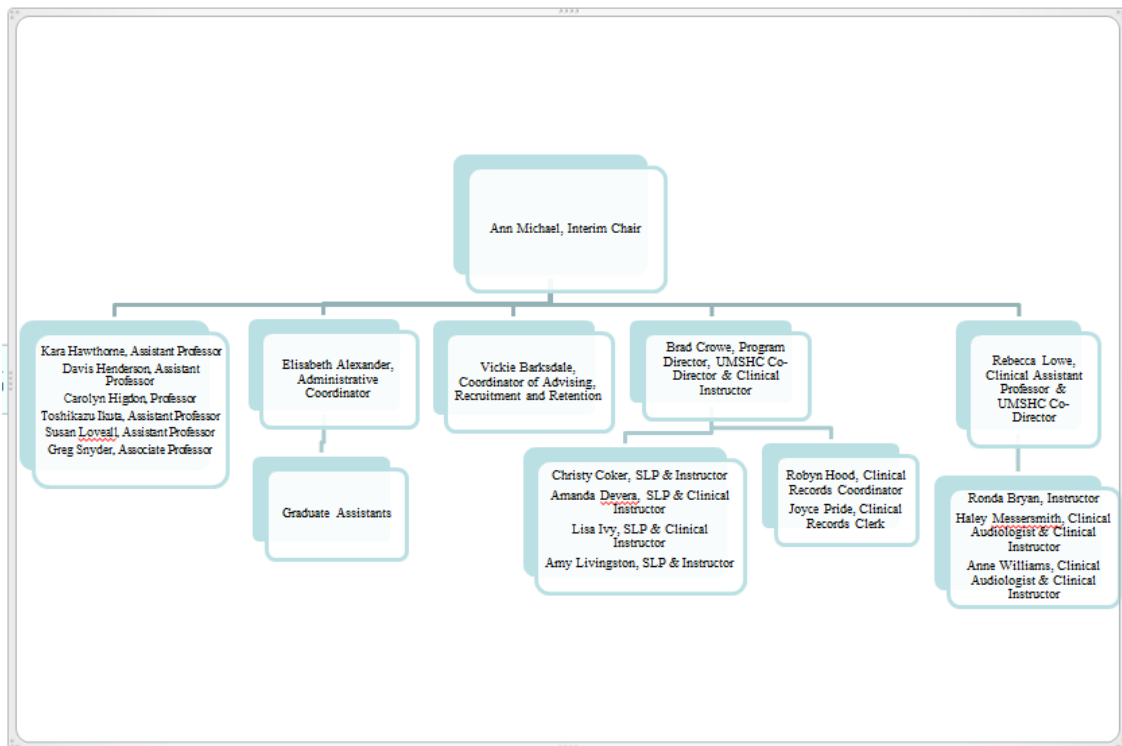 Ann Michael, Interim Chair
Kara Hawthorne, Assistant Professor
Davis Henderson, Assistant
Professor
Carolyn Higdon, Professor
Toshikazu Ikuta, Assistant Professor
Susan Loveall, Assistant Professor
Greg Snyder, Associate Professor
Elisabeth Alexander,
Administrative
Coordinator
Graduate Assistants
Vickie Barksdale,
Coordinator of Advising,
Recruitment and Retention
Brad Crowe, Program
Director, UMSHC Co-
Director & Clinical
Instructor
Christy Coker, SLP & Instructor
Amanda Devera, SLP & Clinical
Instructor
Lisa Ivy, SLP & Clinical
Instructor
Amy Livingston, SLP & Instructor
Robyn Hood, Clinical
Records Coordinator
Joyce Pride, Clinical
Records Clerk
Rebecca Lowe,
Clinical Assistant
Professor &
UMSHC Co-
Director
Ronda Bryan, Instructor
Haley Messersmith, Clinical
Audiologist & Clinical
Instructor
Anne Williams, Clinical
Audiologist & Clinical
Instructor